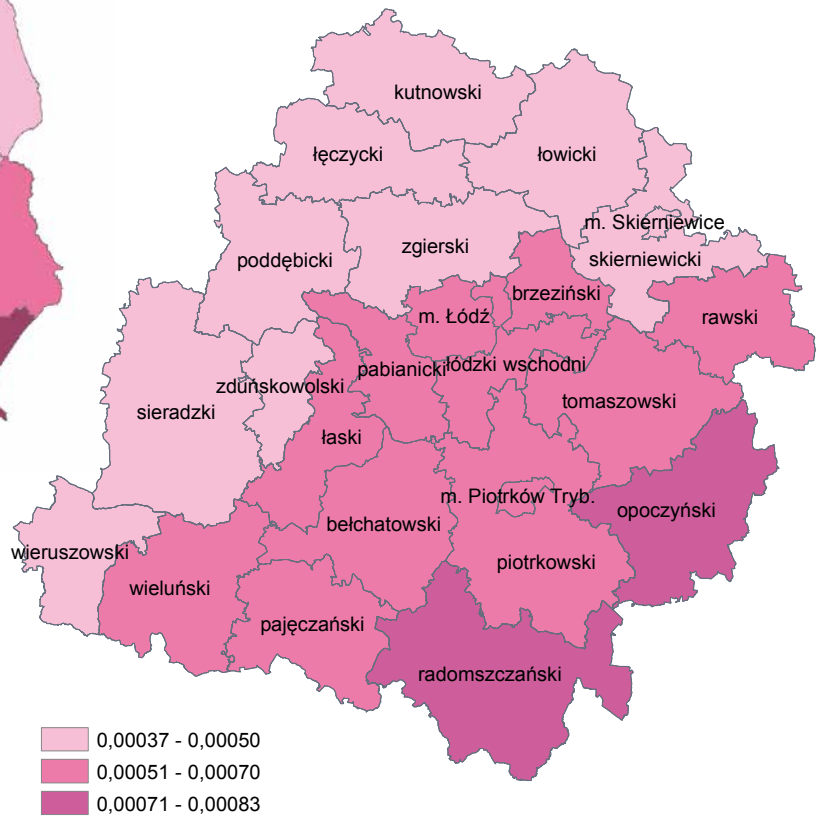 kutnowski
łęczycki
łowicki
m. Skierniewice
zgierski
poddębicki
skierniewicki
brzeziński
m. Łódź
rawski
pabianicki
łódzki wschodni
zduńskowolski
tomaszowski
sieradzki
łaski
m. Piotrków Tryb.
opoczyński
bełchatowski
wieruszowski
piotrkowski
wieluński
pajęczański
radomszczański
0,00037 - 0,00050
0,00051 - 0,00070
0,00071 - 0,00083